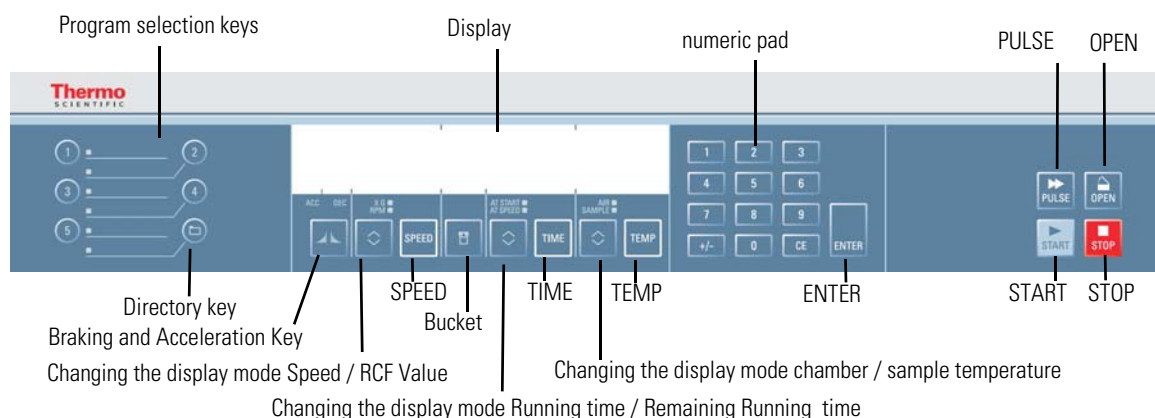 Program selection keys
Display
numeric pad
PULSE
OPEN
Thermo
SCIENTIFIC
1
2
3
4
5
ACC
DEC
X G
RPM
AT START
AT SPEED
AIR
SAMPLE
SPEED
TIME
TEMP
1 2 3
4 5 6
7 8 9
+/- 0 CE
ENTER
PULSE
OPEN
START
STOP
Directory key
SPEED
TIME
TEMP
ENTER
START
STOP
Braking and Acceleration Key
Bucket
Changing the display mode Speed / RCF Value
Changing the display mode chamber / sample temperature
Changing the display mode Running time / Remaining Running time